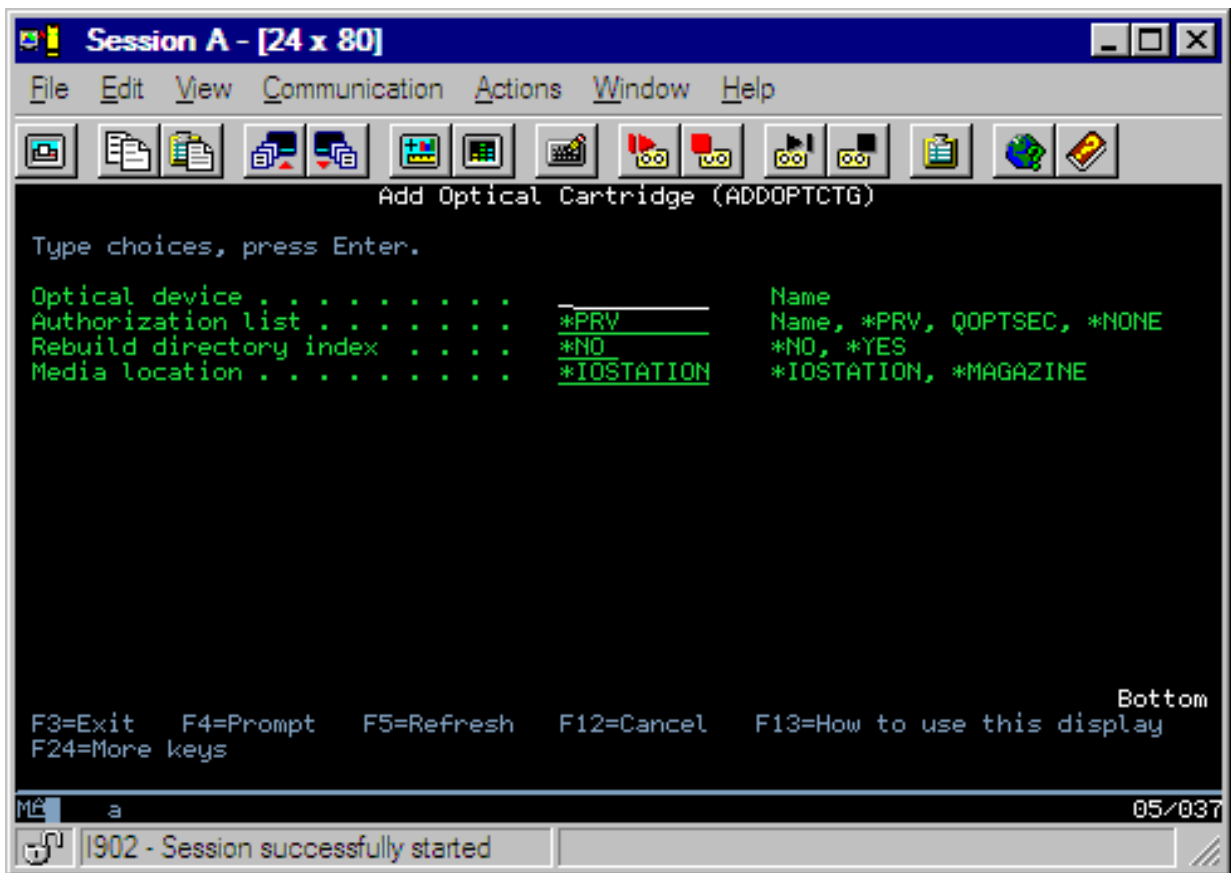 Session A - [24 x 80]
File Edit View Communication Actions Window Help
Add Optical Cartridge (ADDOPTCTG)
Type choices, press Enter.
Optical device . . . . . . . . . _ Name
Authorization list . . . . . . . *PRV Name, *PRV, QOPTSEC, *NONE
Rebuild directory index . . . . *NO *NO, *YES
Media location . . . . . . . . . *IOSTATION *IOSTATION, *MAGAZINE
Bottom
F3=Exit F4=Prompt F5=Refresh F12=Cancel F13=How to use this display
F24=More keys
MA a 05/037
I902 - Session successfully started